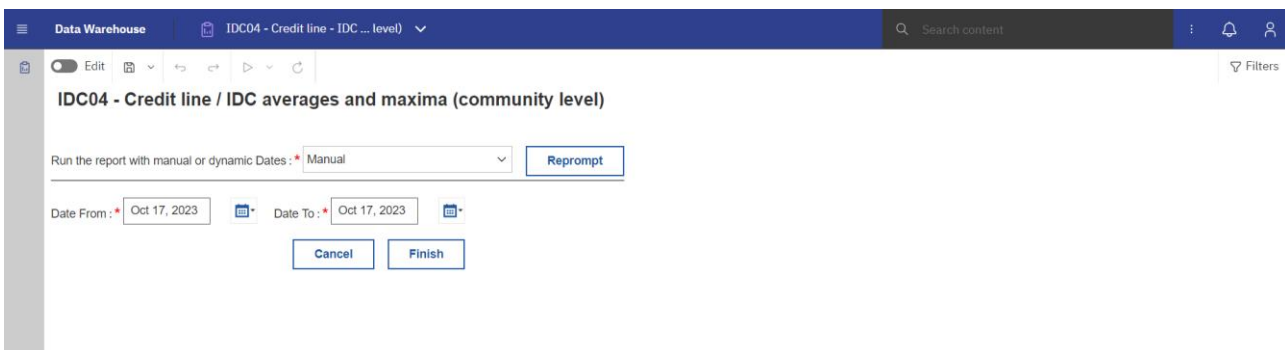 Data Warehouse IDC04 - Credit line - IDC ... level) Search content
Edit Filters
IDC04 - Credit line / IDC averages and maxima (community level)
Run the report with manual or dynamic Dates : * Manual Reprompt
Date From : * Oct 17, 2023 Date To : * Oct 17, 2023
Cancel Finish